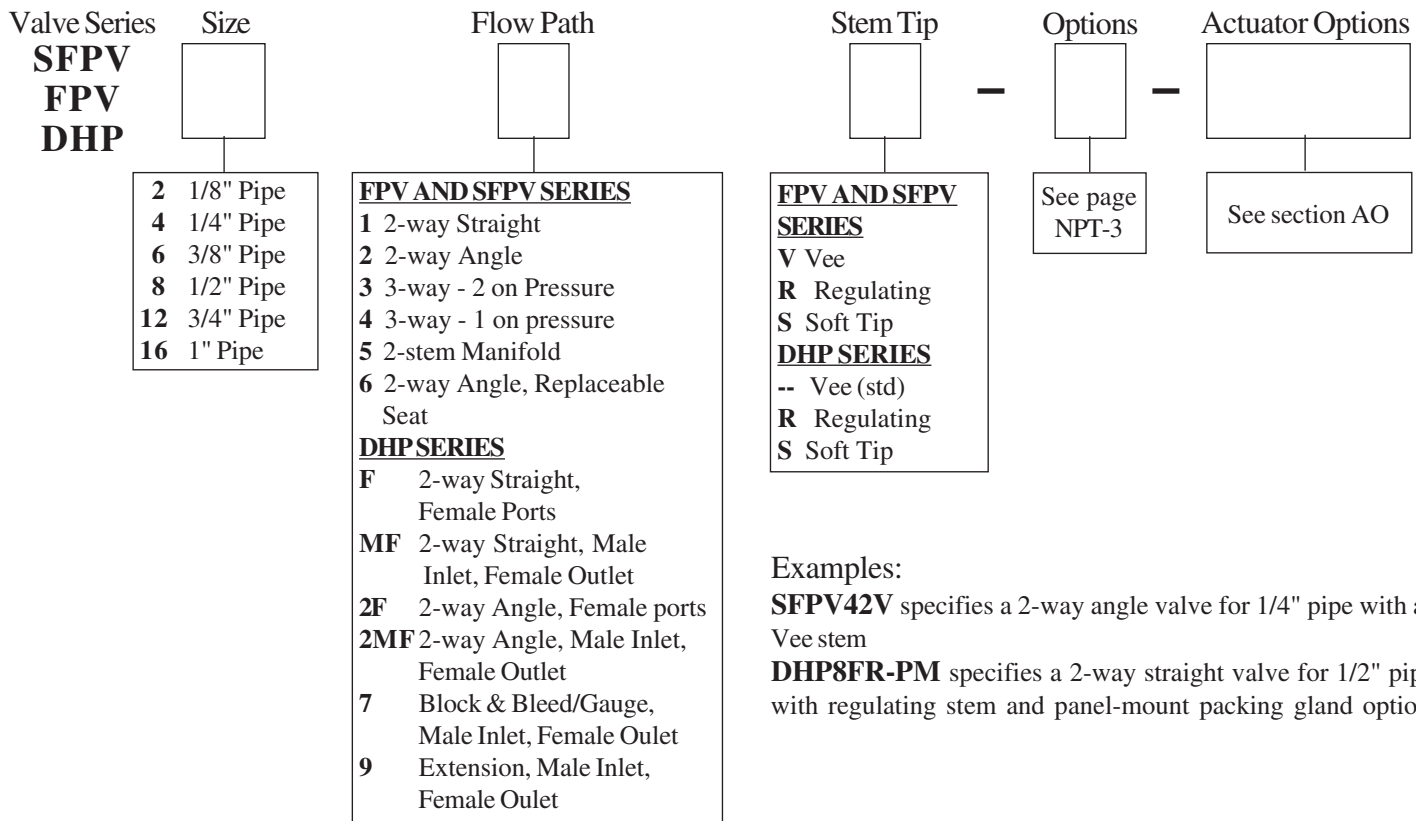 Valve Series Size Flow Path Stem Tip Options Actuator Options
SFPV
FPV
DHP
– –
2 1/8" Pipe
4 1/4" Pipe
6 3/8" Pipe
8 1/2" Pipe
12 3/4" Pipe
16 1" Pipe
FPV AND SFPV SERIES
1 2-way Straight
2 2-way Angle
3 3-way - 2 on Pressure
4 3-way - 1 on pressure
5 2-stem Manifold
6 2-way Angle, Replaceable
Seat
DHP SERIES
F 2-way Straight,
Female Ports
MF 2-way Straight, Male
Inlet, Female Outlet
2F 2-way Angle, Female ports
2MF 2-way Angle, Male Inlet,
Female Outlet
7 Block & Bleed/Gauge,
Male Inlet, Female Oulet
9 Extension, Male Inlet,
Female Oulet
FPV AND SFPV
SERIES
V Vee
R Regulating
S Soft Tip
DHP SERIES
-- Vee (std)
R Regulating
S Soft Tip
See page
NPT-3
See section AO
Examples:
SFPV42V specifies a 2-way angle valve for 1/4" pipe with a
Vee stem
DHP8FR-PM specifies a 2-way straight valve for 1/2" pip
with regulating stem and panel-mount packing gland optio